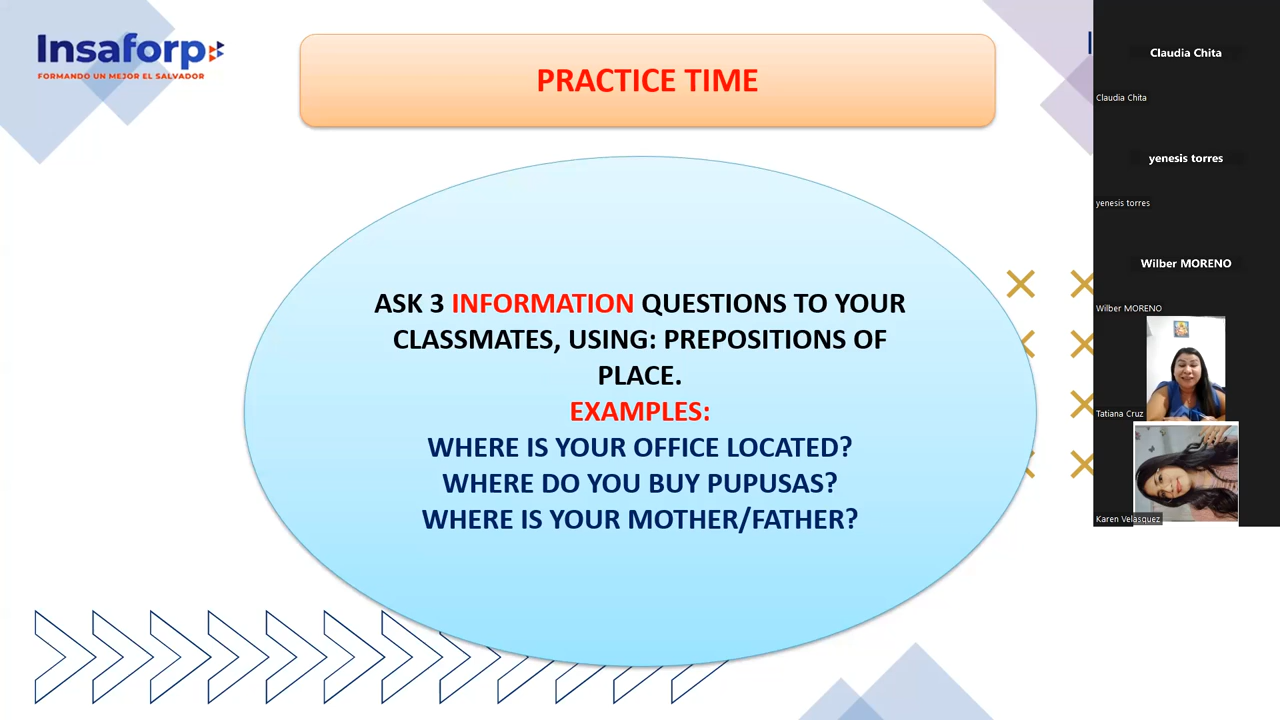 Insaforp
FORMANDO UN MEJOR EL SALVADOR
PRACTICE TIME
ASK 3 INFORMATION QUESTIONS TO YOUR
CLASSMATES, USING: PREPOSITIONS OF
PLACE.
EXAMPLES:
WHERE IS YOUR OFFICE LOCATED?
WHERE DO YOU BUY PUPUSAS?
WHERE IS YOUR MOTHER/FATHER?
Claudia Chita
Claudia Chita
yenesis torres
yenesis torres
Wilber MORENO
Wilber MORENO
Tatiana Cruz
Karen Velasquez